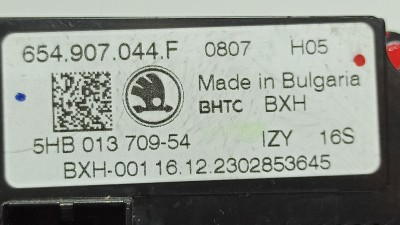 654.907.044.F 0807 H05
Made in Bulgaria
BHTC BXH
5HB 013 709-54 IZY 16S
BXH-001 16.12.2302853645